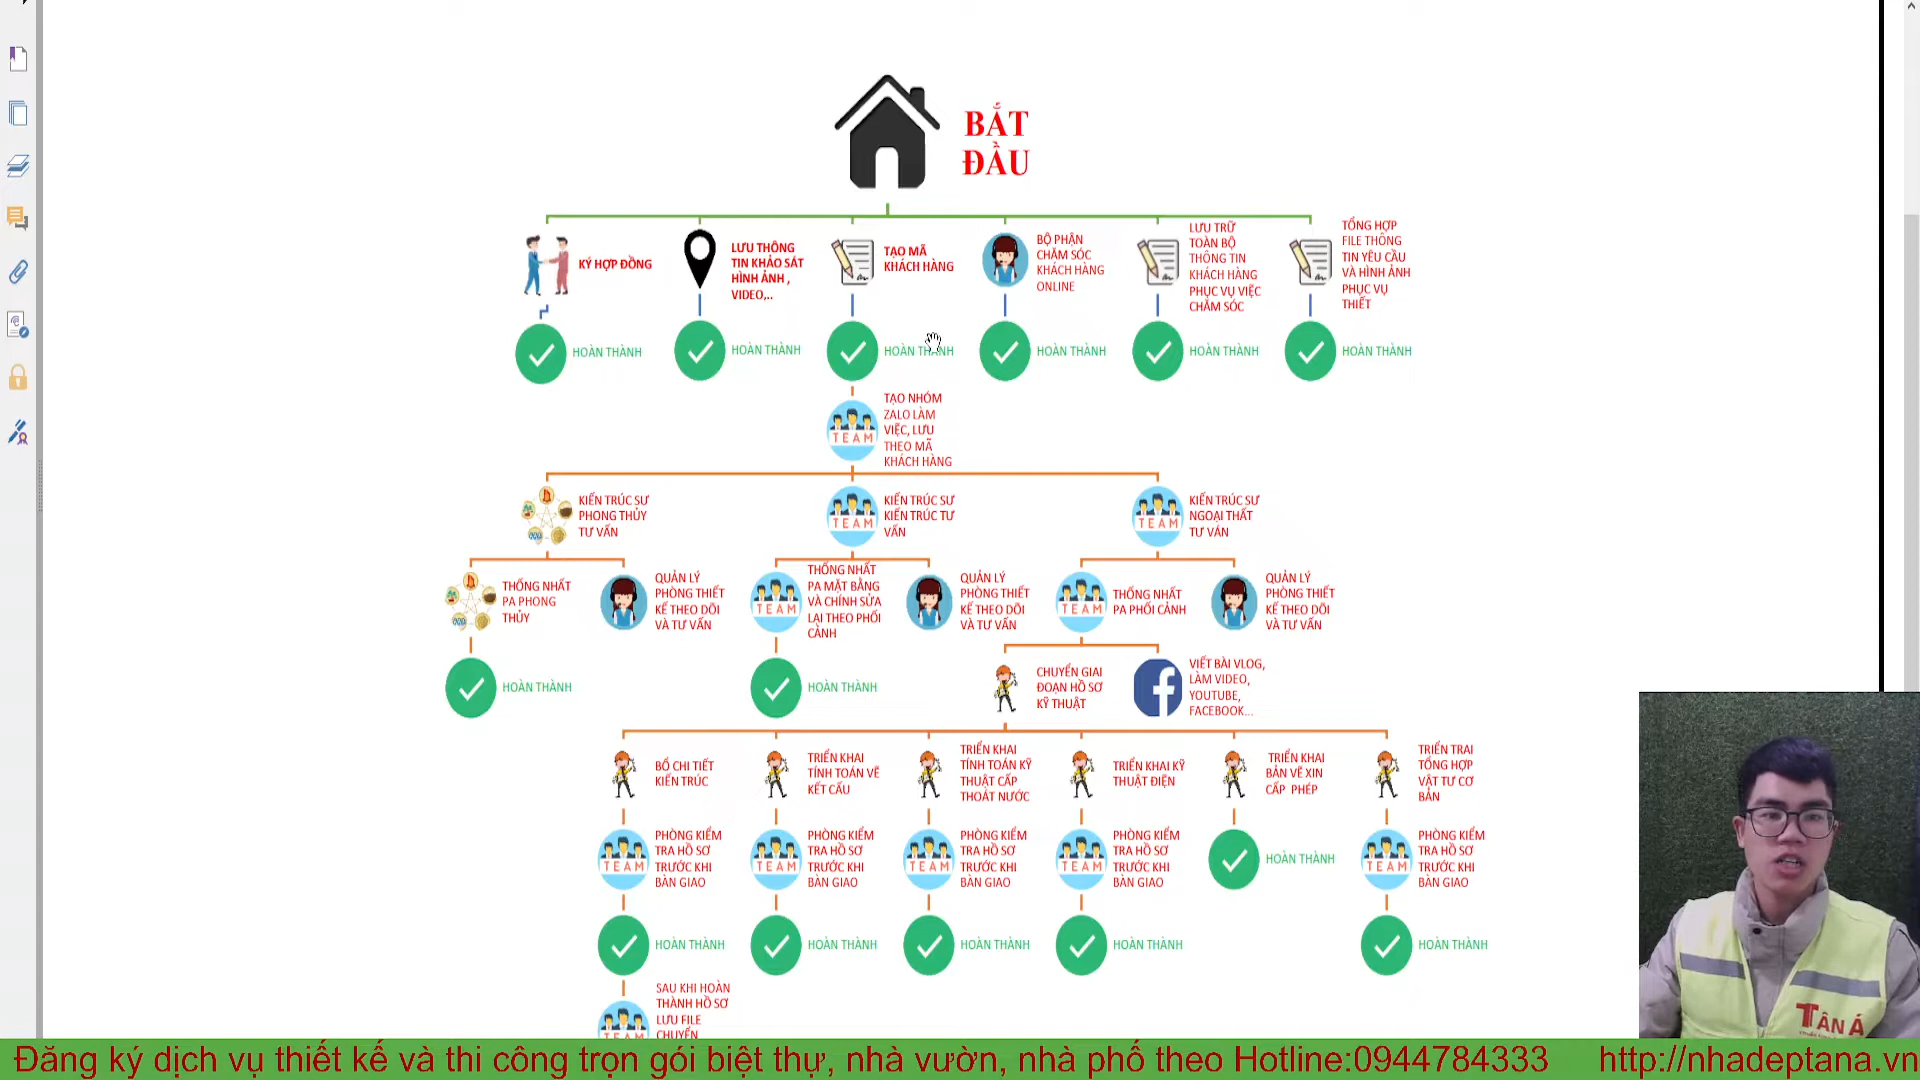 BẮT
ĐẦU
KÝ HỢP ĐỒNG
LƯU THÔNG
TIN KHẢO SÁT
HÌNH ẢNH ,
VIDEO,..
TẠO MÃ
KHÁCH HÀNG
BỘ PHẬN
CHĂM SÓC
KHÁCH HÀNG
ONLINE
LƯU TRỮ
TOÀN BỘ
THÔNG TIN
KHÁCH HÀNG
PHỤC VỤ VIỆC
CHĂM SÓC
TỔNG HỢP
FILE THÔNG
TIN YÊU CẦU
VÀ HÌNH ẢNH
PHỤC VỤ
THIẾT
HOÀN THÀNH
HOÀN THÀNH
HOÀN THÀNH
HOÀN THÀNH
HOÀN THÀNH
HOÀN THÀNH
TEAM
TẠO NHÓM
ZALO LÀM
VIỆC, LƯU
THEO MÃ
KHÁCH HÀNG
KIẾN TRÚC SƯ
PHONG THỦY
TƯ VẤN
TEAM
KIẾN TRÚC SƯ
KIẾN TRÚC TƯ
VẤN
TEAM
KIẾN TRÚC SƯ
NGOẠI THẤT
TƯ VẤN
THỐNG NHẤT
PA PHONG
THỦY
QUẢN LÝ
PHÒNG THIẾT
KẾ THEO DÕI
VÀ TƯ VẤN
TEAM
THỐNG NHẤT
PA MẶT BẰNG
VÀ CHỈNH SỬA
LẠI THEO PHỐI
CẢNH
QUẢN LÝ
PHÒNG THIẾT
KẾ THEO DÕI
VÀ TƯ VẤN
TEAM
THỐNG NHẤT
PA PHỐI CẢNH
QUẢN LÝ
PHÒNG THIẾT
KẾ THEO DÕI
VÀ TƯ VẤN
HOÀN THÀNH
HOÀN THÀNH
CHUYỂN GIAI
ĐOẠN HỒ SƠ
KỸ THUẬT
VIẾT BÀI VLOG,
LÀM VIDEO,
YOUTUBE,
FACEBOOK...
BỔ CHI TIẾT
KIẾN TRÚC
TRIỂN KHAI
TÍNH TOÁN VẼ
KẾT CẤU
TRIỂN KHAI
TÍNH TOÁN KỸ
THUẬT CẤP
THOÁT NƯỚC
TRIỂN KHAI KỸ
THUẬT ĐIỆN
TRIỂN KHAI
BẢN VẼ XIN
CẤP PHÉP
TRIỂN TRAI
TỔNG HỢP
VẬT TƯ CƠ
BẢN
TEAM
PHÒNG KIỂM
TRA HỒ SƠ
TRƯỚC KHI
BÀN GIAO
TEAM
PHÒNG KIỂM
TRA HỒ SƠ
TRƯỚC KHI
BÀN GIAO
TEAM
PHÒNG KIỂM
TRA HỒ SƠ
TRƯỚC KHI
BÀN GIAO
TEAM
PHÒNG KIỂM
TRA HỒ SƠ
TRƯỚC KHI
BÀN GIAO
HOÀN THÀNH
TEAM
PHÒNG KIỂM
TRA HỒ SƠ
TRƯỚC KHI
BÀN GIAO
HOÀN THÀNH
HOÀN THÀNH
HOÀN THÀNH
HOÀN THÀNH
HOÀN THÀNH
TEAM
SAU KHI HOÀN
THÀNH HỒ SƠ
LƯU FILE
CHUYỂN
TÂN Á
Đăng ký dịch vụ thiết kế và thi công trọn gói biệt thự, nhà vườn, nhà phố theo Hotline:0944784333 http://nhadeptana.vn